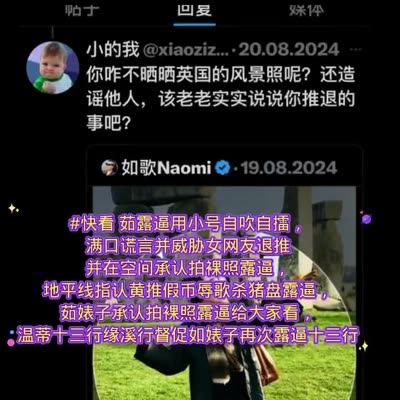 帖子 回复 媒体
小的我 @xiaoziz... · 20.08.2024 ...
你咋不晒晒英国的风景照呢？还造
谣他人，该老老实实说说你推退的
事吧？
如歌Naomi · 19.08.2024
#快看 茹露逼用小号自吹自擂，
满口谎言并威胁女网友退推
并在空间承认拍裸照露逼，
地平线指认黄推假币辱歌杀猪盘露逼，
茹婊子承认拍裸照露逼给大家看，
温蒂十三行缘溪行督促如婊子再次露逼十三行